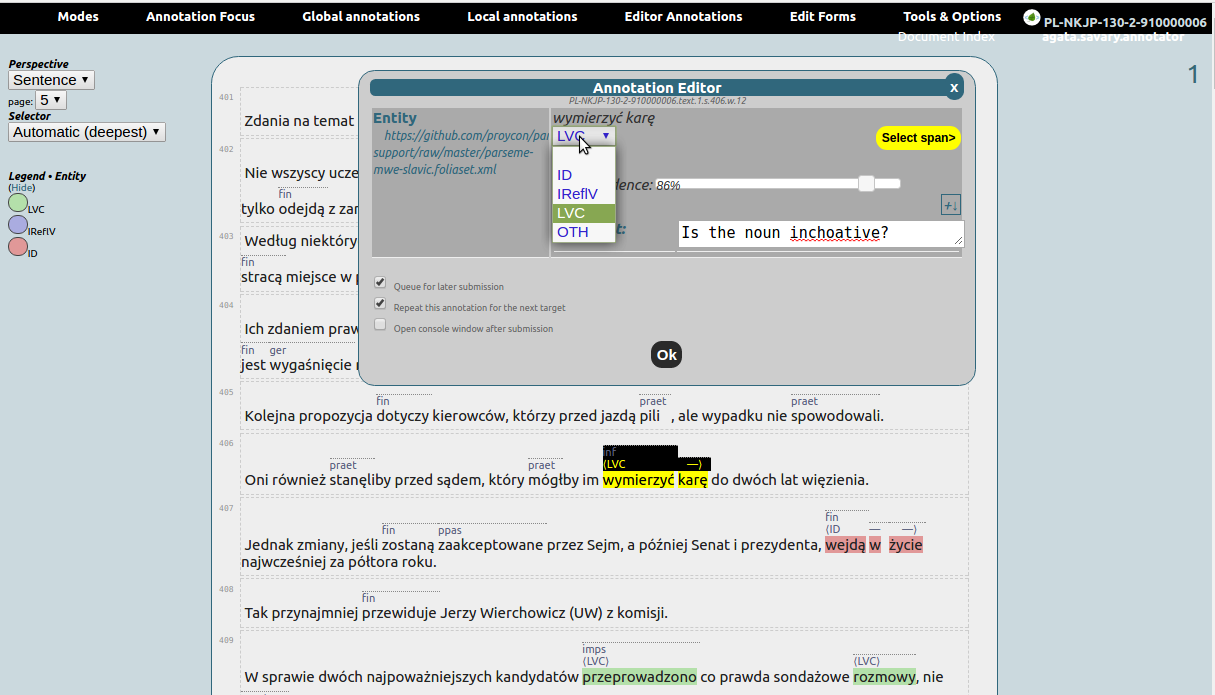 Modes Annotation Focus Global annotations Local annotations Editor Annotations Edit Forms Tools & Options PL-NKJP-130-2-910000006
Document Index agata.savary.annotator
Perspective
Sentence
page: 5
Selector
Automatic (deepest)
Legend • Entity
(Hide)
LVC
IReflV
ID
1
Annotation Editor
X
PL-NKJP-130-2-910000006.text.1.s.406.w.12
Entity
https://github.com/proycon/par
support/raw/master/parseme-
mwe-slavic.foliaset.xml
wymierzyć karę
LVC
ID
IReflV
LVC
OTH
Select span>
dence: 86%
+↓
t:
Is the noun inchoative?
Queue for later submission
Repeat this annotation for the next target
Open console window after submission
Ok
401
Zdania na temat
402
Nie wszyscy ucze
fin
tylko odejdą z zar
403
Według niektóry
fin
stracą miejsce w p
404
Ich zdaniem praw
fin ger
jest wygaśnięcie
405
fin praet praet
Kolejna propozycja dotyczy kierowców, którzy przed jazdą pili , ale wypadku nie spowodowali.
406
inf
praet praet (LVC —)
Oni również stanęliby przed sądem, który mógłby im wymierzyć karę do dwóch lat więzienia.
407
fin
fin ppas (ID — —)
Jednak zmiany, jeśli zostaną zaakceptowane przez Sejm, a później Senat i prezydenta, wejdą w życie
najwcześniej za półtora roku.
408
fin
Tak przynajmniej przewiduje Jerzy Wierchowicz (UW) z komisji.
409
imps
(LVC) (LVC)
W sprawie dwóch najpoważniejszych kandydatów przeprowadzono co prawda sondażowe rozmowy, nie